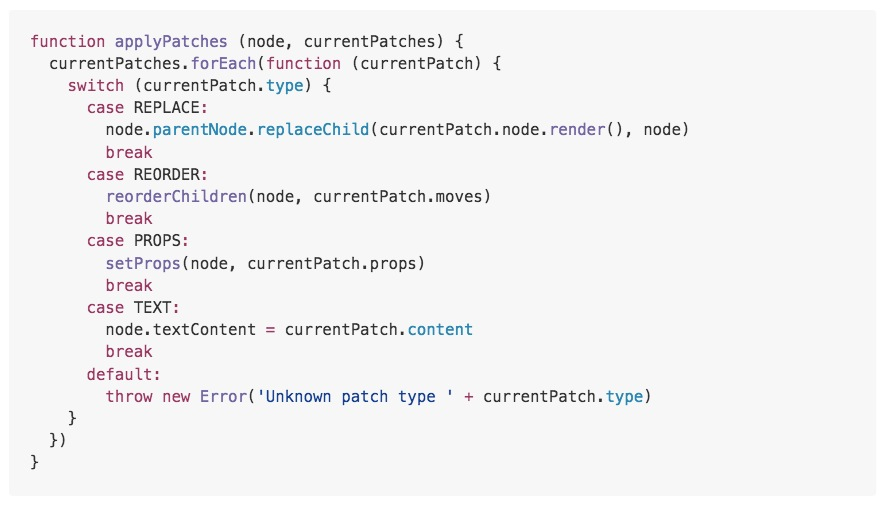 function applyPatches (node, currentPatches) {
  currentPatches.forEach(function (currentPatch) {
    switch (currentPatch.type) {
      case REPLACE:
        node.parentNode.replaceChild(currentPatch.node.render(), node)
        break
      case REORDER:
        reorderChildren(node, currentPatch.moves)
        break
      case PROPS:
        setProps(node, currentPatch.props)
        break
      case TEXT:
        node.textContent = currentPatch.content
        break
      default:
        throw new Error('Unknown patch type ' + currentPatch.type)
    }
  })
}